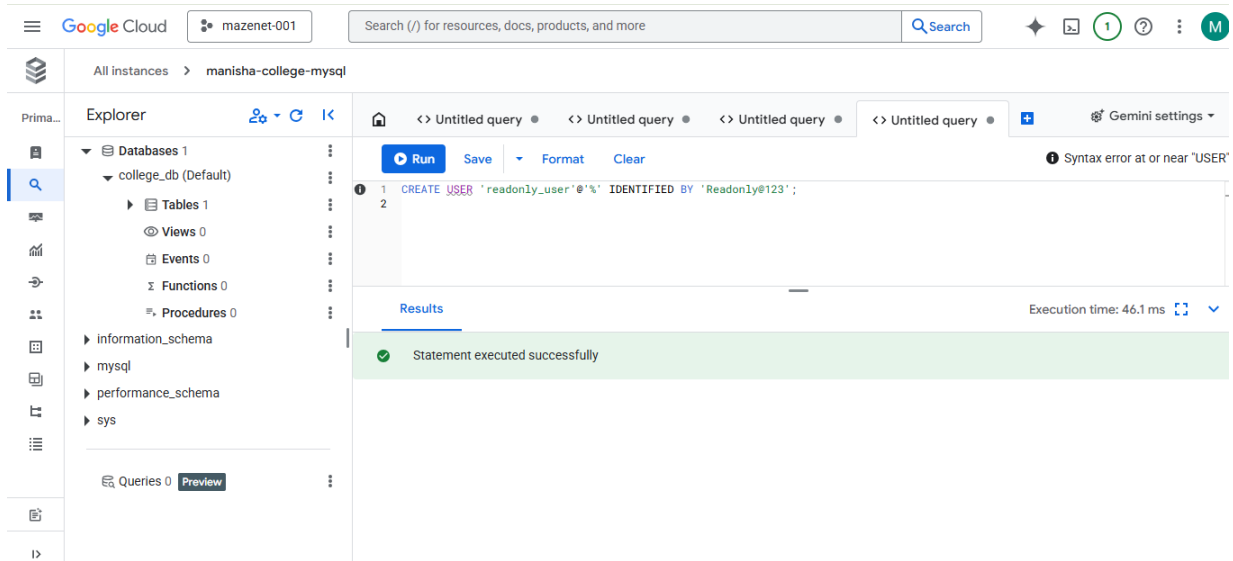 Google Cloud
mazenet-001
Search (/) for resources, docs, products, and more
Search
1
M
All instances > manisha-college-mysql
Prima...
Explorer
<> Untitled query
<> Untitled query
<> Untitled query
<> Untitled query
Gemini settings
Databases 1
college_db (Default)
Tables 1
Views 0
Events 0
Functions 0
Procedures 0
information_schema
mysql
performance_schema
sys
Queries 0 Preview
Run
Save
Format
Clear
Syntax error at or near "USER"
1 CREATE USER 'readonly_user'@'%' IDENTIFIED BY 'Readonly@123';
2
Results
Execution time: 46.1 ms
Statement executed successfully